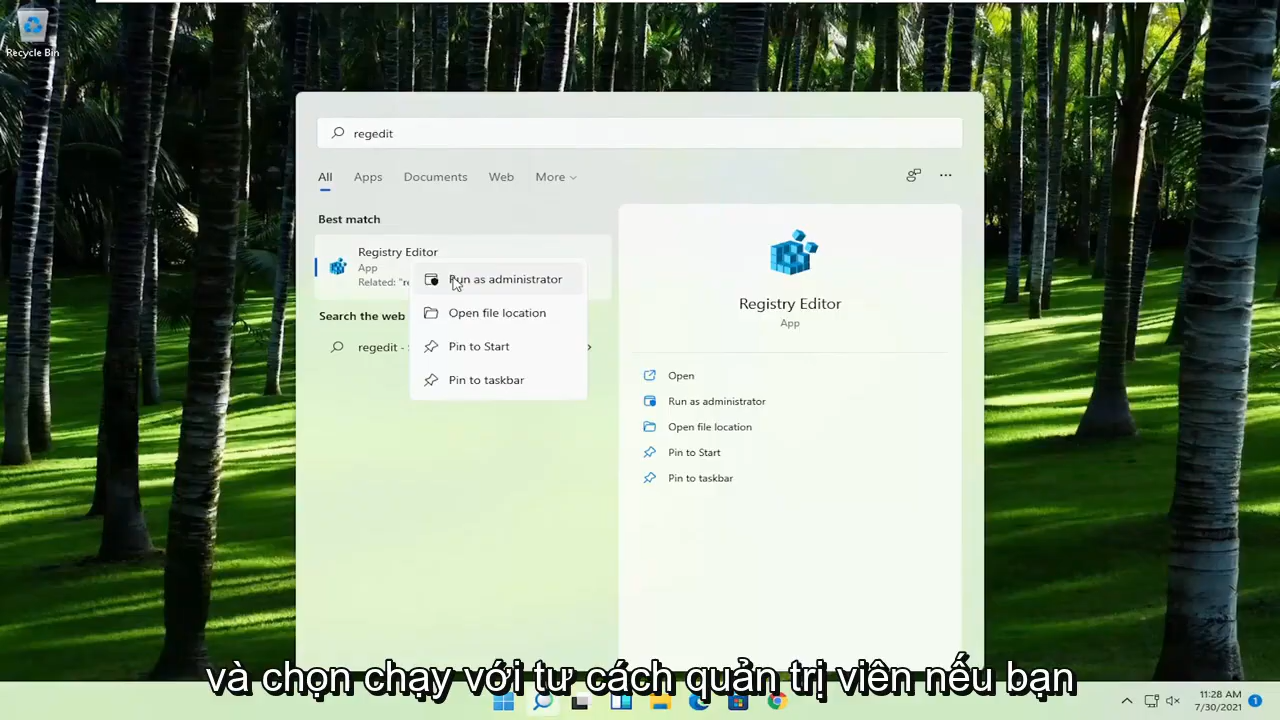 Recycle Bin
regedit
All Apps Documents Web More
Best match
Registry Editor
App
Related: "re
Run as administrator
Open file location
Pin to Start
Pin to taskbar
Search the web
regedit -
Registry Editor
App
Open
Run as administrator
Open file location
Pin to Start
Pin to taskbar
và chọn chạy với tư cách quản trị viên nếu bạn
11:28 AM
7/30/2021
1